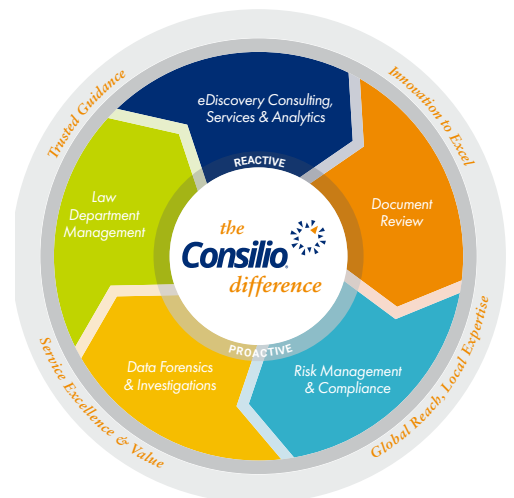 Trusted Guidance
Innovation to Excel
eDiscovery Consulting,
Services & Analytics
REACTIVE
Law
Department
Management
Document
Review
the
Consilio
difference
PROACTIVE
Data Forensics
& Investigations
Risk Management
& Compliance
Service Excellence & Value
Global Reach, Local Expertise